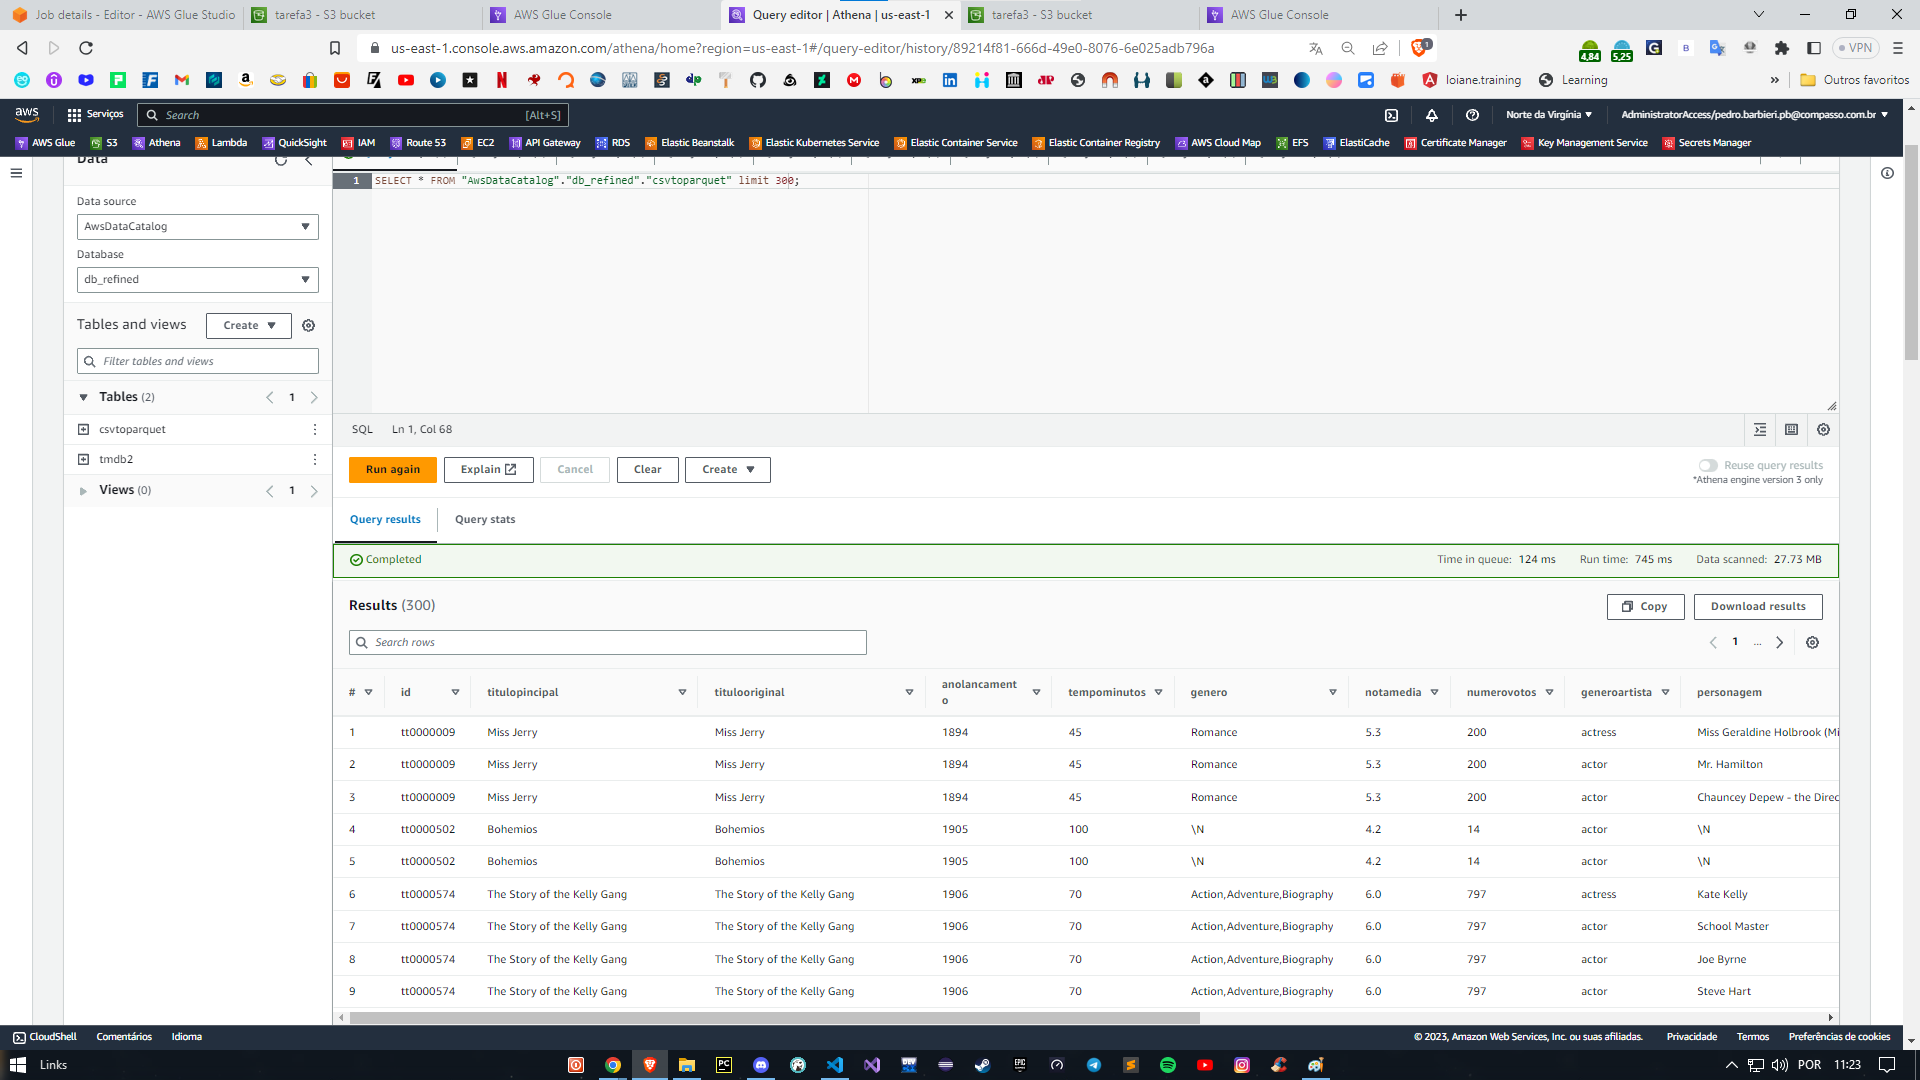 Job details - Editor - AWS Glue Studio
tarefa3 - S3 bucket
AWS Glue Console
Query editor | Athena | us-east-1
tarefa3 - S3 bucket
AWS Glue Console
us-east-1.console.aws.amazon.com/athena/home?region=us-east-1#/query-editor/history/89214f81-666d-49e0-8076-6e025adb796a
1
4,84
5,25
VPN
loiane.training
Learning
»
Outros favoritos
aws
Serviços
Search
[Alt+S]
Norte da Virgínia
AdministratorAccess/pedro.barbieri.pb@compasso.com.br
AWS Glue
S3
Athena
Lambda
QuickSight
IAM
Route 53
EC2
API Gateway
RDS
Elastic Beanstalk
Elastic Kubernetes Service
Elastic Container Service
Elastic Container Registry
AWS Cloud Map
EFS
ElastiCache
Certificate Manager
Key Management Service
Secrets Manager
Data
Data source
AwsDataCatalog
Database
db_refined
Tables and views
Create
Filter tables and views
Tables (2)
1
csvtoparquet
tmdb2
Views (0)
1
1 SELECT * FROM "AwsDataCatalog"."db_refined"."csvtoparquet" limit 300;
SQL Ln 1, Col 68
Run again
Explain
Cancel
Clear
Create
Reuse query results
*Athena engine version 3 only
Query results
Query stats
Completed
Time in queue: 124 ms
Run time: 745 ms
Data scanned: 27.73 MB
Results (300)
Copy
Download results
Search rows
1 ...
# id titulopincipal titulooriginal anolancamento tempominutos genero notamedia numerovotos generoartista personagem
1 tt0000009 Miss Jerry Miss Jerry 1894 45 Romance 5.3 200 actress Miss Geraldine Holbrook (Mi
2 tt0000009 Miss Jerry Miss Jerry 1894 45 Romance 5.3 200 actor Mr. Hamilton
3 tt0000009 Miss Jerry Miss Jerry 1894 45 Romance 5.3 200 actor Chauncey Depew - the Direc
4 tt0000502 Bohemios Bohemios 1905 100 \N 4.2 14 actor \N
5 tt0000502 Bohemios Bohemios 1905 100 \N 4.2 14 actor \N
6 tt0000574 The Story of the Kelly Gang The Story of the Kelly Gang 1906 70 Action,Adventure,Biography 6.0 797 actress Kate Kelly
7 tt0000574 The Story of the Kelly Gang The Story of the Kelly Gang 1906 70 Action,Adventure,Biography 6.0 797 actor School Master
8 tt0000574 The Story of the Kelly Gang The Story of the Kelly Gang 1906 70 Action,Adventure,Biography 6.0 797 actor Joe Byrne
9 tt0000574 The Story of the Kelly Gang The Story of the Kelly Gang 1906 70 Action,Adventure,Biography 6.0 797 actor Steve Hart
CloudShell
Comentários
Idioma
© 2023, Amazon Web Services, Inc. ou suas afiliadas.
Privacidade
Termos
Preferências de cookies
Links
POR
11:23